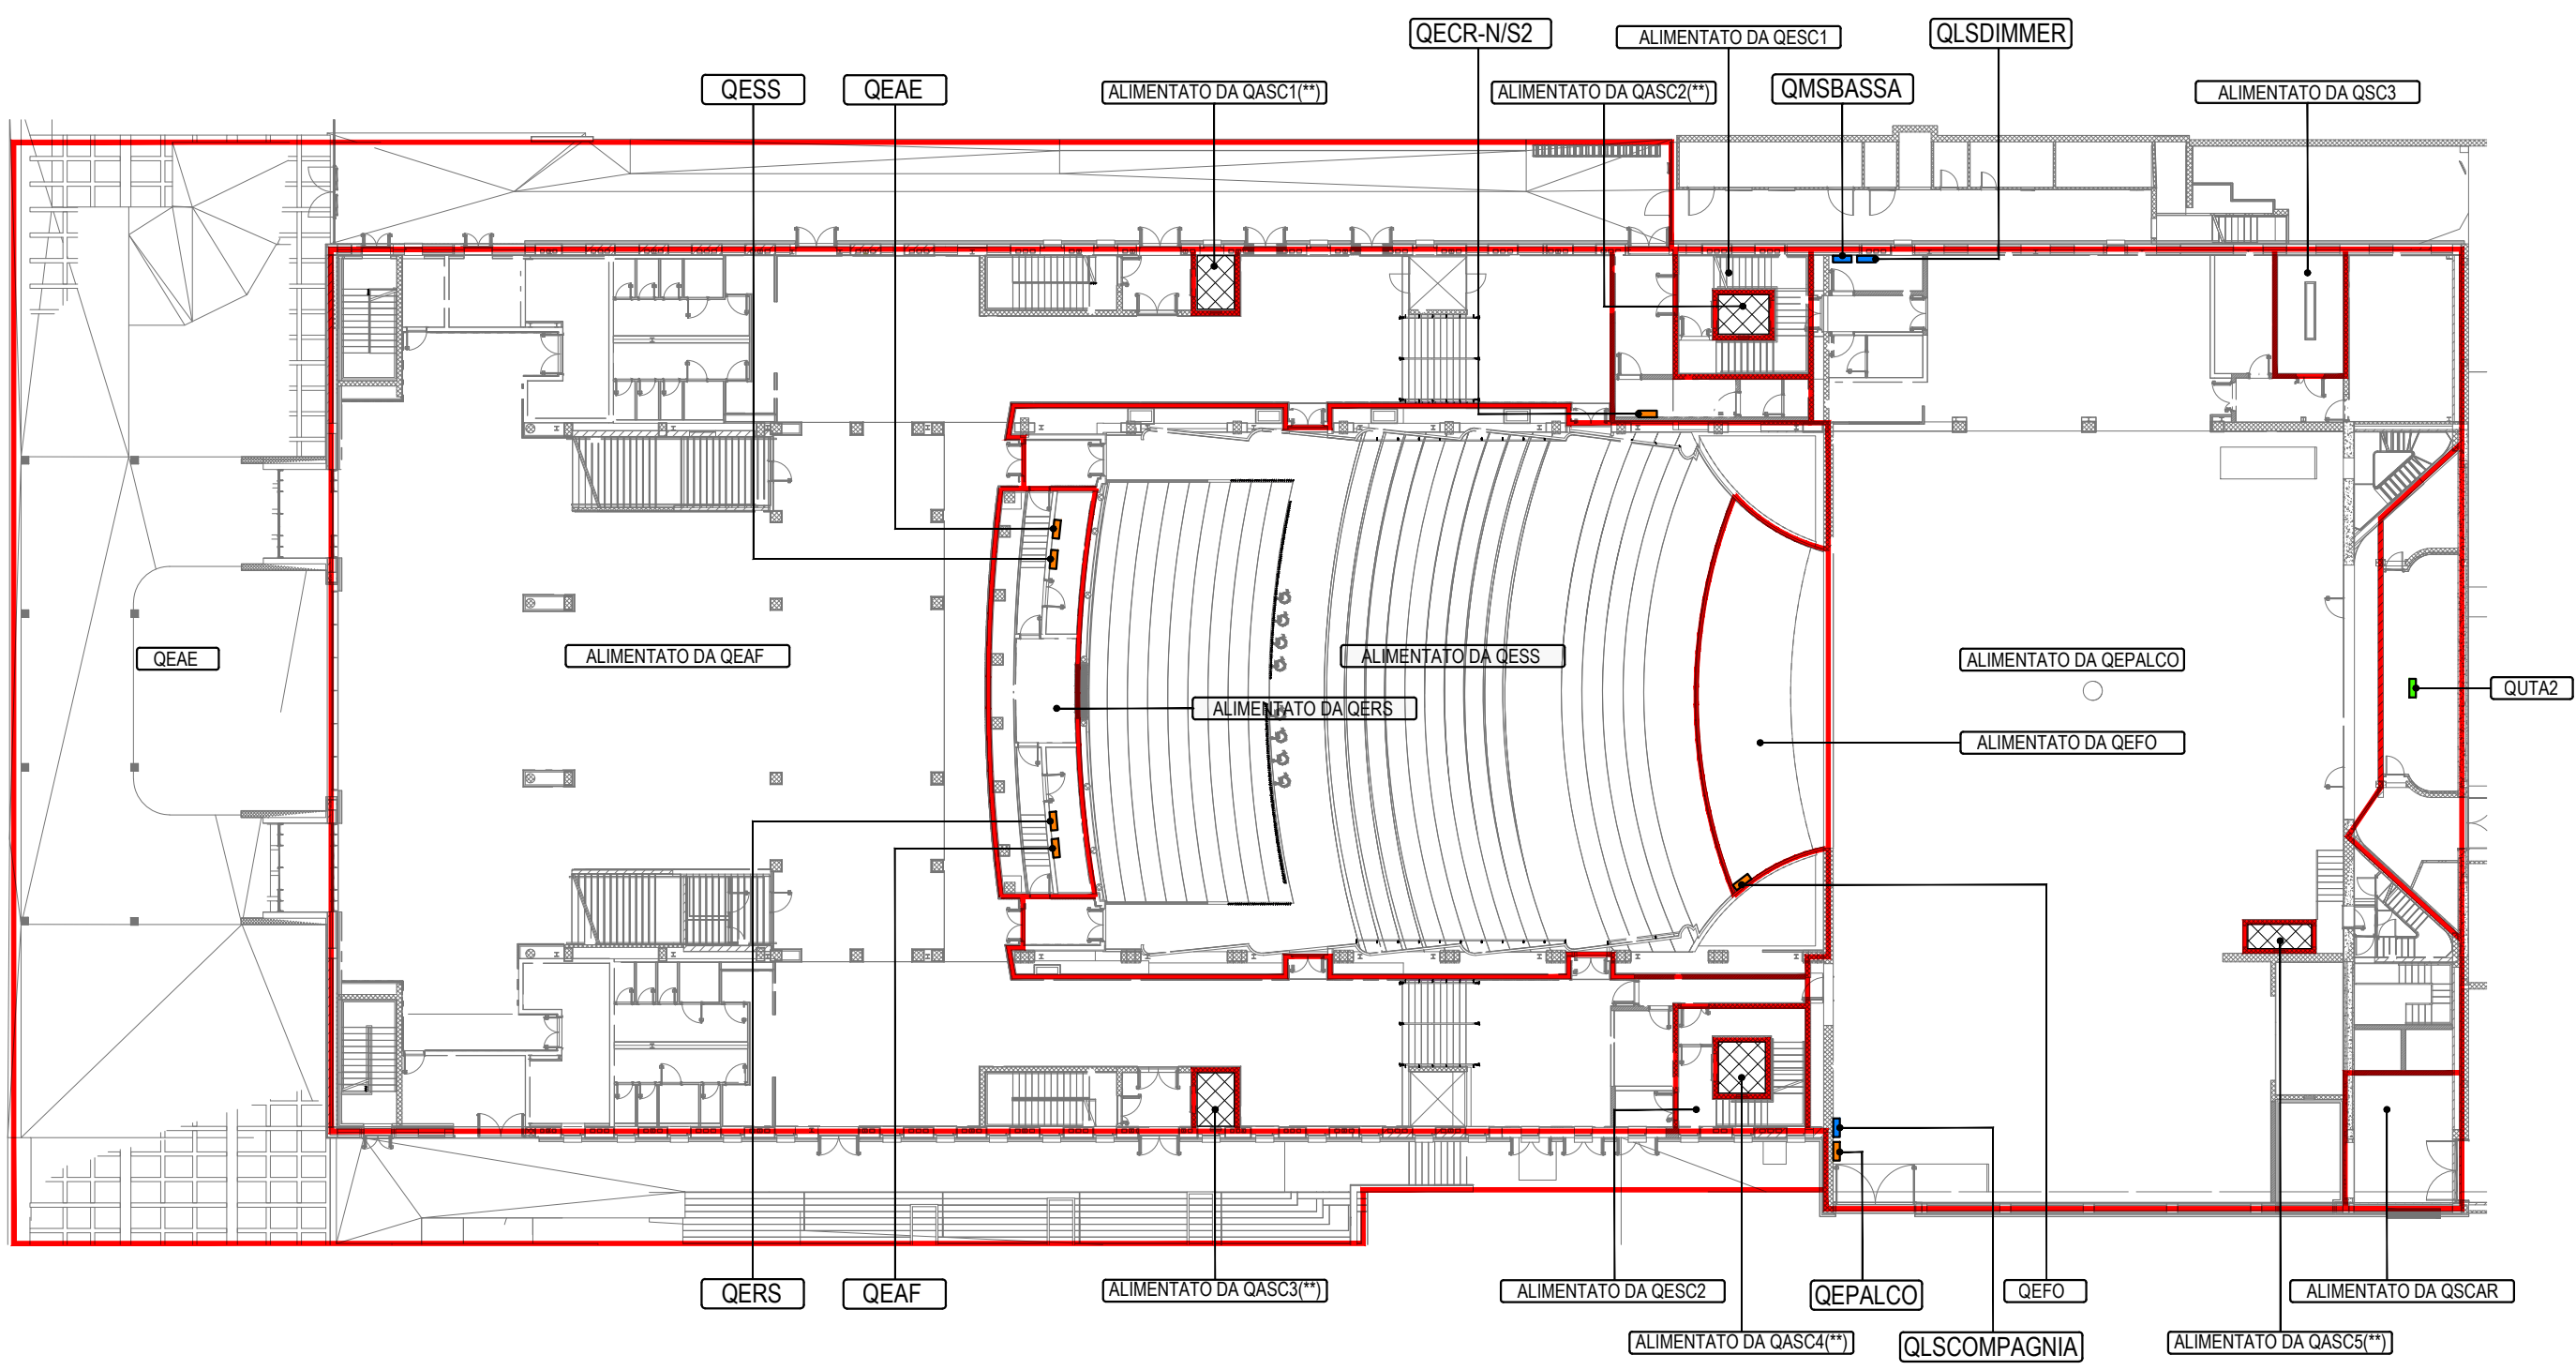 QECR-N/S2
ALIMENTATO DA QESC1
QLSDIMMER
QESS
QEAE
ALIMENTATO DA QASC1(**)
ALIMENTATO DA QASC2(**)
QMSBASSA
ALIMENTATO DA QSC3
QEAE
ALIMENTATO DA QEAF
ALIMENTATO DA QESS
ALIMENTATO DA QEPALCO
QUTA2
ALIMENTATO DA QERS
ALIMENTATO DA QEFO
QERS
QEAF
ALIMENTATO DA QASC3(**)
ALIMENTATO DA QESC2
QEPALCO
QEFO
ALIMENTATO DA QSCAR
ALIMENTATO DA QASC4(**)
QLSCOMPAGNIA
ALIMENTATO DA QASC5(**)